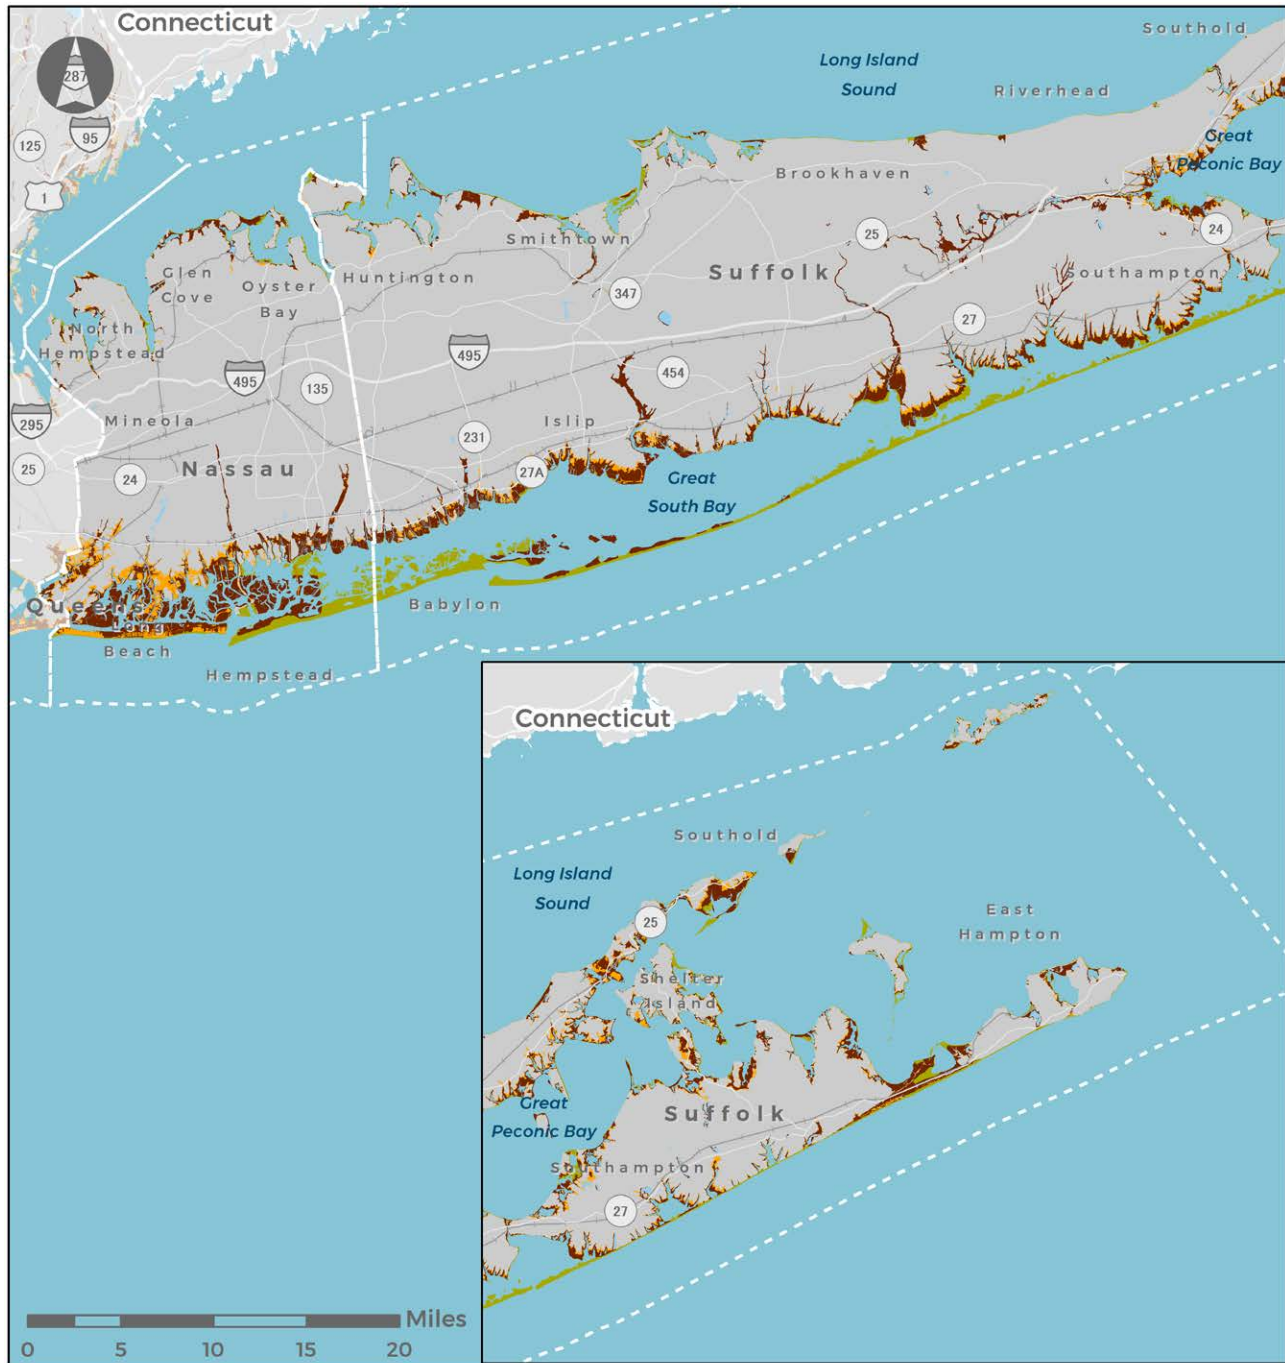 Connecticut
Southold
Long Island
Sound
Riverhead
287
95
125
Great
Peconic Bay
1
Brookhaven
24
25
Smithtown
Suffolk
Southampton
Glen
Cove
Oyster
Bay
Huntington
347
27
North
Hempstead
495
495
135
454
295
Mineola
231
Islip
25
24
Nassau
27A
Great
South Bay
Queens
Long
Beach
Babylon
Hempstead
Connecticut
Southold
Long Island
Sound
25
East
Hampton
Shelter
Island
Great
Peconic Bay
Suffolk
Southampton
27
Miles
0 5 10 15 20